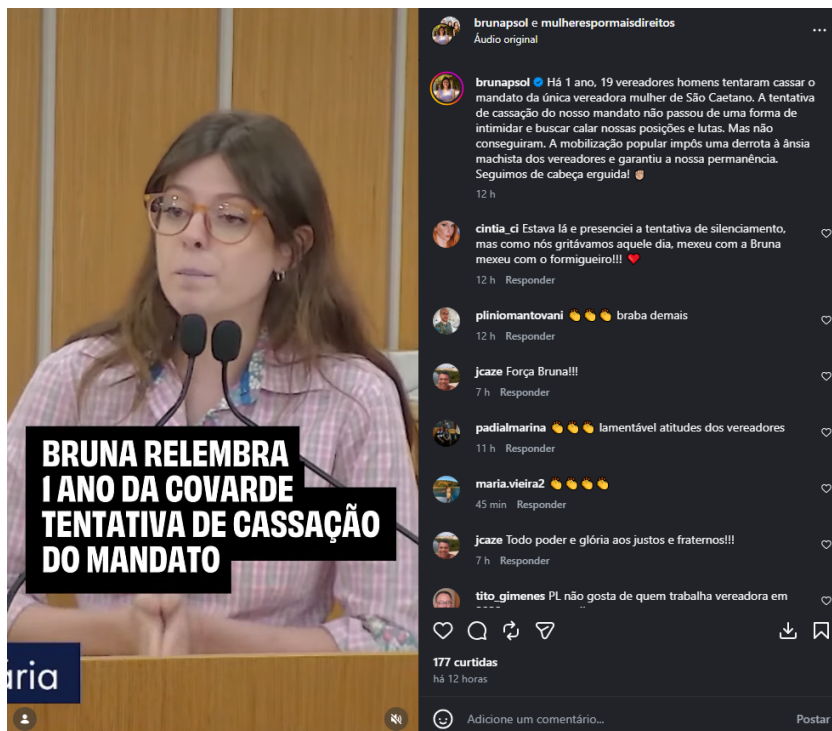 BRUNA RELEMBRA
1 ANO DA COVARDE
TENTATIVA DE CASSAÇÃO
DO MANDATO
ária
brunapsol e mulherespormaisdireitos
Áudio original
brunapsol Há 1 ano, 19 vereadores homens tentaram cassar o
mandato da única vereadora mulher de São Caetano. A tentativa
de cassação do nosso mandato não passou de uma forma de
intimidar e buscar calar nossas posições e lutas. Mas não
conseguiram. A mobilização popular impôs uma derrota à ânsia
machista dos vereadores e garantiu a nossa permanência.
Seguimos de cabeça erguida! ✊🏼
12 h
cintia_ci Estava lá e presenciei a tentativa de silenciamento,
mas como nós gritávamos aquele dia, mexeu com a Bruna
mexeu com o formigueiro!!! ❤️
12 h Responder
pliniomantovani 👏👏👏 braba demais
12 h Responder
jcaze Força Bruna!!!
7 h Responder
padialmarina 👏👏👏 lamentável atitudes dos vereadores
11 h Responder
maria.vieira2 👏👏👏👏
45 min Responder
jcaze Todo poder e glória aos justos e fraternos!!!
7 h Responder
tito_gimenes PL não gosta de quem trabalha vereadora em
177 curtidas
há 12 horas
Adicione um comentário...
Postar